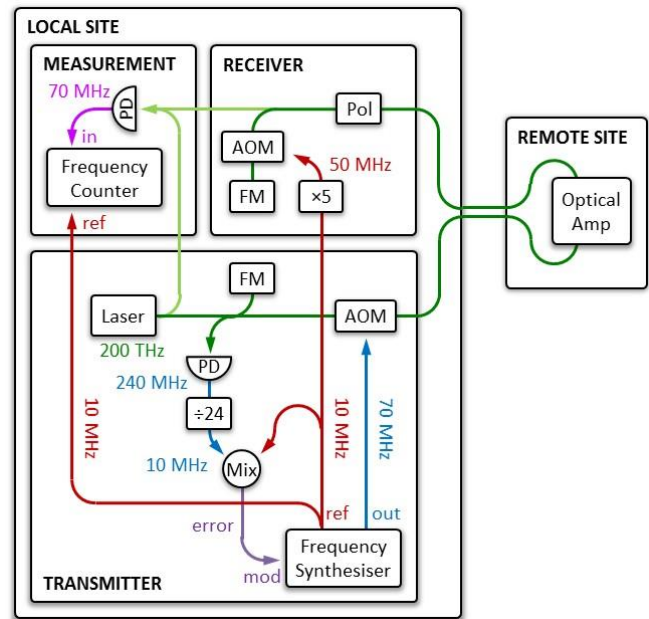 LOCAL SITE
MEASUREMENT
70 MHz
PD
in
Frequency
Counter
ref
RECEIVER
Pol
AOM
50 MHz
FM
×5
REMOTE SITE
Optical
Amp
FM
Laser
AOM
200 THz
PD
240 MHz
÷24
10 MHz
10 MHz
70 MHz
10 MHz
Mix
error
ref
out
mod
Frequency
Synthesiser
TRANSMITTER